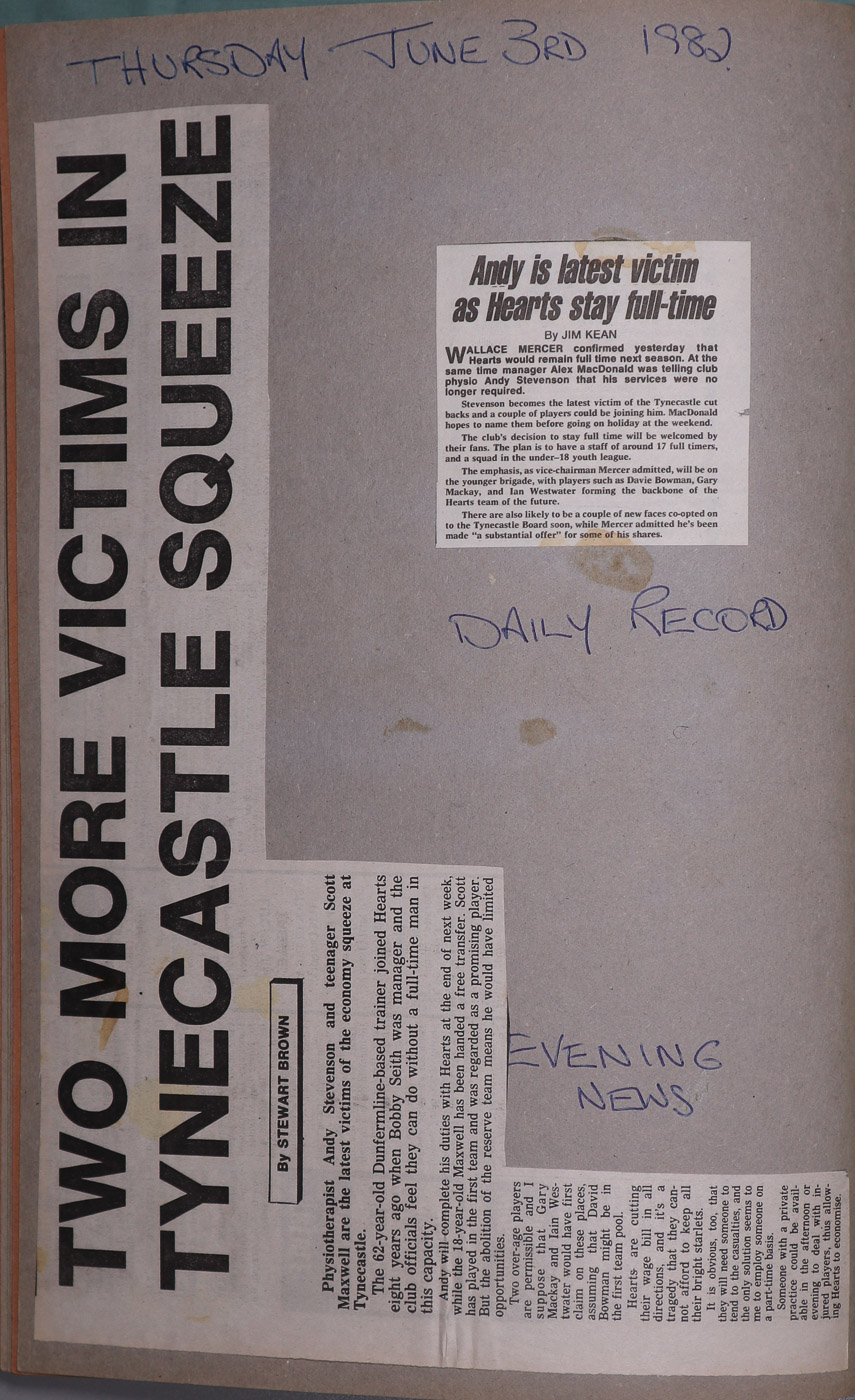 THURSDAY JUNE 3RD 1982.
TWO MORE VICTIMS IN
TYNECASTLE SQUEEZE
By STEWART BROWN
Physiotherapist Andy Stevenson and teenager Scott
Maxwell are the latest victims of the economy squeeze at
Tynecastle.
The 62-year-old Dunfermline-based trainer joined Hearts
eight years ago when Bobby Seith was manager and the
club officials feel they can do without a full-time man in
this capacity.
Andy will complete his duties with Hearts at the end of next week,
while the 18-year-old Maxwell has been handed a free transfer. Scott
has played in the first team and was regarded as a promising player.
But the abolition of the reserve team means he would have limited
opportunities.
Two over-age players
are permissible and I
suppose that Gary
Mackay and Iain Wes-
twater would have first
claim on these places,
assuming that David
Bowman might be in
the first team pool.
Hearts are cutting
their wage bill in all
directions, and it's a
tragedy that they can-
not afford to keep all
their bright starlets.
It is obvious, too, that
they will need someone to
tend to the casualties, and
the only solution seems to
me to employ someone on
a part-time basis.
Someone with a private
practice could be avail-
able in the afternoon or
evening to deal with in-
jured players, thus allow-
ing Hearts to economise.
EVENING
NEWS
Andy is latest victim
as Hearts stay full-time
By JIM KEAN
WALLACE MERCER confirmed yesterday that
Hearts would remain full time next season. At the
same time manager Alex MacDonald was telling club
physio Andy Stevenson that his services were no
longer required.
Stevenson becomes the latest victim of the Tynecastle cut
backs and a couple of players could be joining him. MacDonald
hopes to name them before going on holiday at the weekend.
The club's decision to stay full time will be welcomed by
their fans. The plan is to have a staff of around 17 full timers,
and a squad in the under–18 youth league.
The emphasis, as vice-chairman Mercer admitted, will be on
the younger brigade, with players such as Davie Bowman, Gary
Mackay, and Ian Westwater forming the backbone of the
Hearts team of the future.
There are also likely to be a couple of new faces co-opted on
to the Tynecastle Board soon, while Mercer admitted he's been
made "a substantial offer" for some of his shares.
DAILY RECORD